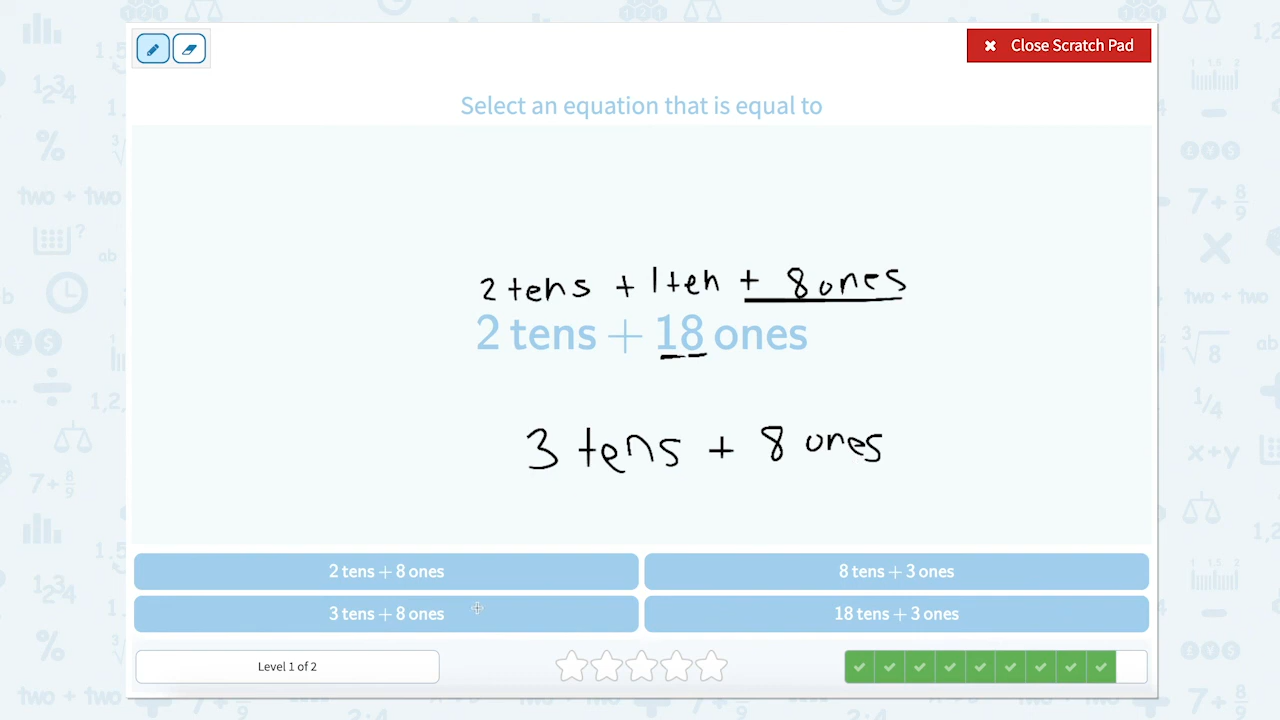 Close Scratch Pad
Select an equation that is equal to
2 tens + 1 ten + 8 ones
2 tens + 18 ones
3 tens + 8 ones
2 tens + 8 ones
8 tens + 3 ones
3 tens + 8 ones
18 tens + 3 ones
Level 1 of 2